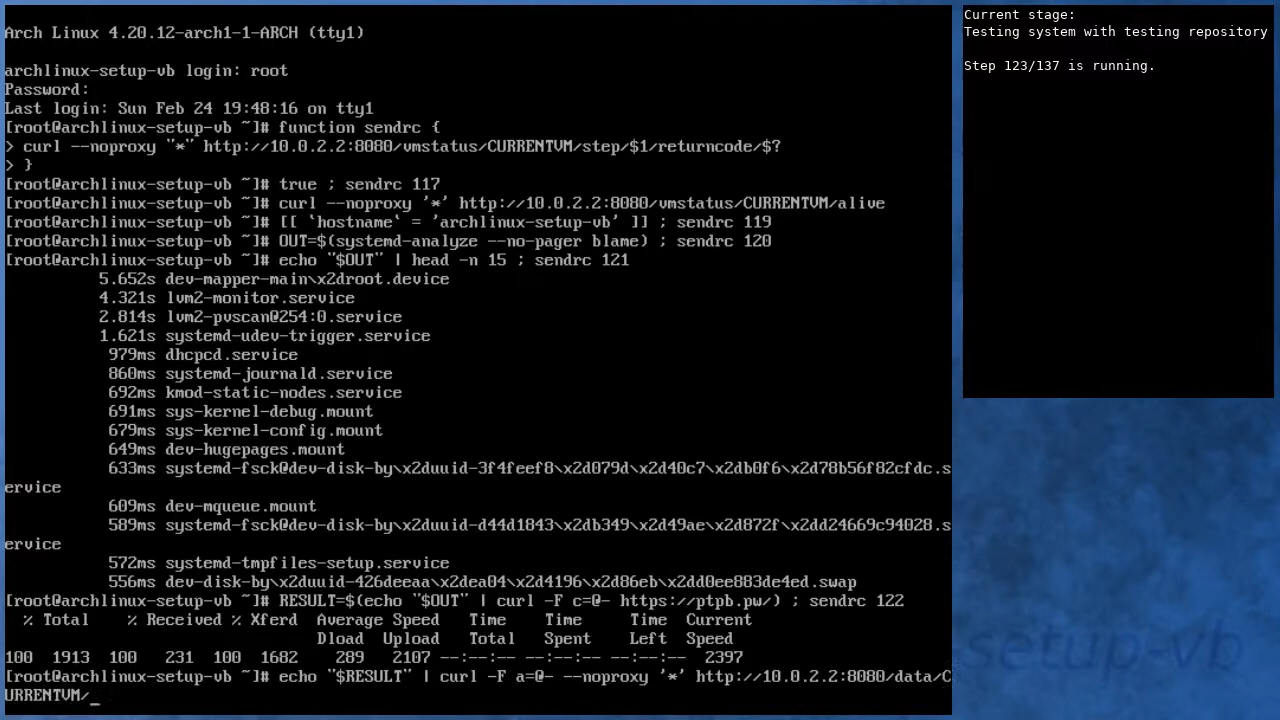 Arch Linux 4.20.12-arch1-1-ARCH (tty1)
archlinux-setup-vb login: root
Password:
Last login: Sun Feb 24 19:48:16 on tty1
[root@archlinux-setup-vb ~]# function sendrc {
> curl --noproxy "*" http://10.0.2.2:8080/vmstatus/CURRENTVM/step/$1/returncode/$?
> }
[root@archlinux-setup-vb ~]# true ; sendrc 117
[root@archlinux-setup-vb ~]# curl --noproxy '*' http://10.0.2.2:8080/vmstatus/CURRENTVM/alive
[root@archlinux-setup-vb ~]# [[ `hostname` = 'archlinux-setup-vb' ]] ; sendrc 119
[root@archlinux-setup-vb ~]# OUT=$(systemd-analyze --no-pager blame) ; sendrc 120
[root@archlinux-setup-vb ~]# echo "$OUT" | head -n 15 ; sendrc 121
5.652s dev-mapper-main\x2droot.device
4.321s lvm2-monitor.service
2.814s lvm2-pvscan@254:0.service
1.621s systemd-udev-trigger.service
979ms dhcpcd.service
860ms systemd-journald.service
692ms kmod-static-nodes.service
691ms sys-kernel-debug.mount
679ms sys-kernel-config.mount
649ms dev-hugepages.mount
633ms systemd-fsck@dev-disk-by\x2duuid-3f4feef8\x2d079d\x2d40c7\x2db0f6\x2d78b56f82cfdc.s
ervice
609ms dev-mqueue.mount
589ms systemd-fsck@dev-disk-by\x2duuid-d44d1843\x2db349\x2d49ae\x2d872f\x2dd24669c94028.s
ervice
572ms systemd-tmpfiles-setup.service
556ms dev-disk-by\x2duuid-426deeaa\x2dea04\x2d4196\x2d86eb\x2dd0ee883de4ed.swap
[root@archlinux-setup-vb ~]# RESULT=$(echo "$OUT" | curl -F c=@- https://ptpb.pw/) ; sendrc 122
% Total % Received % Xferd Average Speed Time Time Time Current
Dload Upload Total Spent Left Speed
100 1913 100 231 100 1682 289 2107 --:--:-- --:--:-- --:--:-- 2397
[root@archlinux-setup-vb ~]# echo "$RESULT" | curl -F a=@- --noproxy '*' http://10.0.2.2:8080/data/C
URRENTVM/_
Current stage:
Testing system with testing repository
Step 123/137 is running.
setup-vb